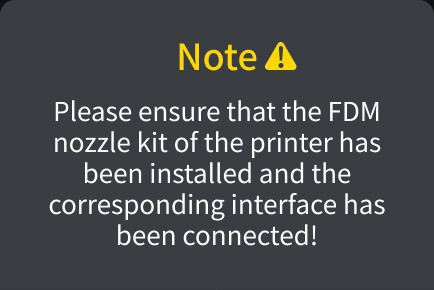 Note
Please ensure that the FDM
nozzle kit of the printer has
been installed and the
corresponding interface has
been connected!